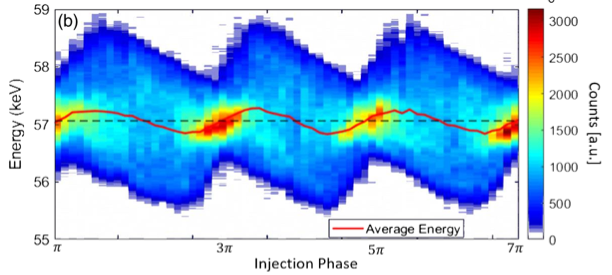 59
(b)
3000
58
2500
2000
57
1500
1000
56
500
55
0
Energy (keV)
Counts [a.u.]
Average Energy
π
3π
5π
7π
Injection Phase